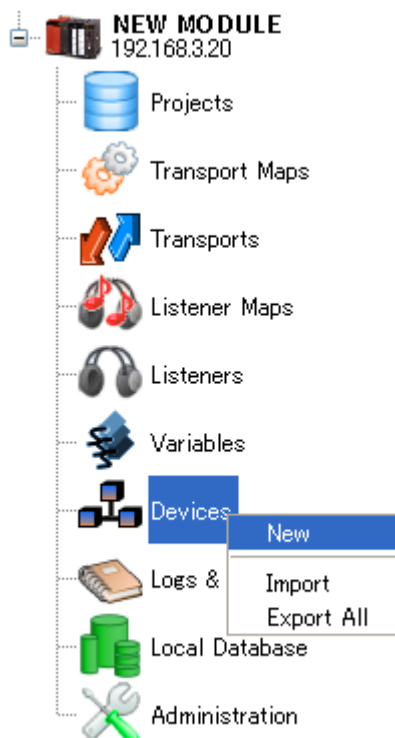 NEW MODULE
192.168.3.20
Projects
Transport Maps
Transports
Listener Maps
Listeners
Variables
Devices
New
Logs &
Import
Export All
Local Database
Administration